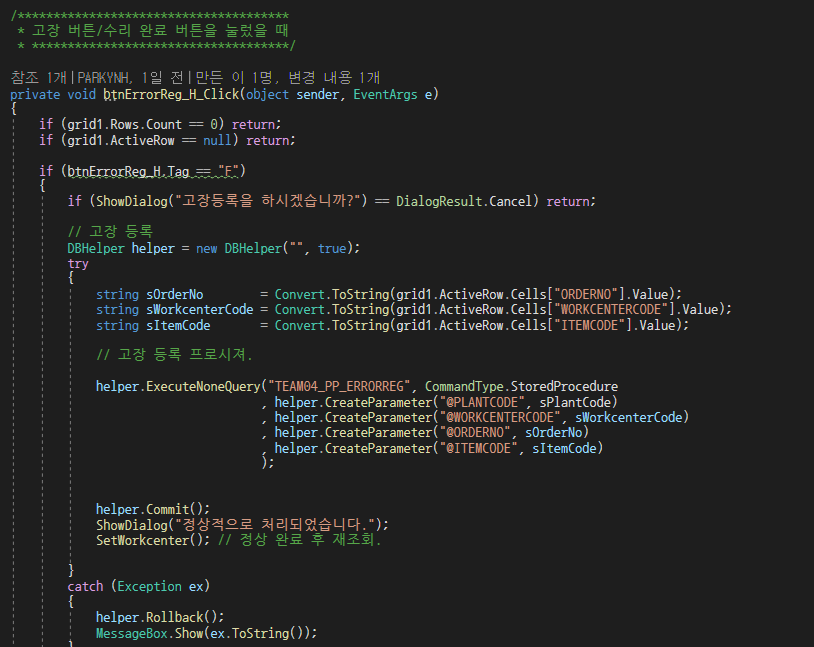 /**************************************
 * 고장 버튼/수리 완료 버튼을 눌렀을 때
 * ************************************/
참조 1개|PARKYNH, 1일 전|만든 이 1명, 변경 내용 1개
private void btnErrorReg_H_Click(object sender, EventArgs e)
{
    if (grid1.Rows.Count == 0) return;
    if (grid1.ActiveRow == null) return;
    if (btnErrorReg_H.Tag == "F")
    {
        if (ShowDialog("고장등록을 하시겠습니까?") == DialogResult.Cancel) return;
        // 고장 등록
        DBHelper helper = new DBHelper("", true);
        try
        {
            string sOrderNo        = Convert.ToString(grid1.ActiveRow.Cells["ORDERNO"].Value);
            string sWorkcenterCode = Convert.ToString(grid1.ActiveRow.Cells["WORKCENTERCODE"].Value);
            string sItemCode       = Convert.ToString(grid1.ActiveRow.Cells["ITEMCODE"].Value);
            // 고장 등록 프로시져.
            helper.ExecuteNoneQuery("TEAM04_PP_ERRORREG", CommandType.StoredProcedure
                                   , helper.CreateParameter("@PLANTCODE", sPlantCode)
                                   , helper.CreateParameter("@WORKCENTERCODE", sWorkcenterCode)
                                   , helper.CreateParameter("@ORDERNO", sOrderNo)
                                   , helper.CreateParameter("@ITEMCODE", sItemCode)
                                   );
            helper.Commit();
            ShowDialog("정상적으로 처리되었습니다.");
            SetWorkcenter(); // 정상 완료 후 재조회.
        }
        catch (Exception ex)
        {
            helper.Rollback();
            MessageBox.Show(ex.ToString());
        }